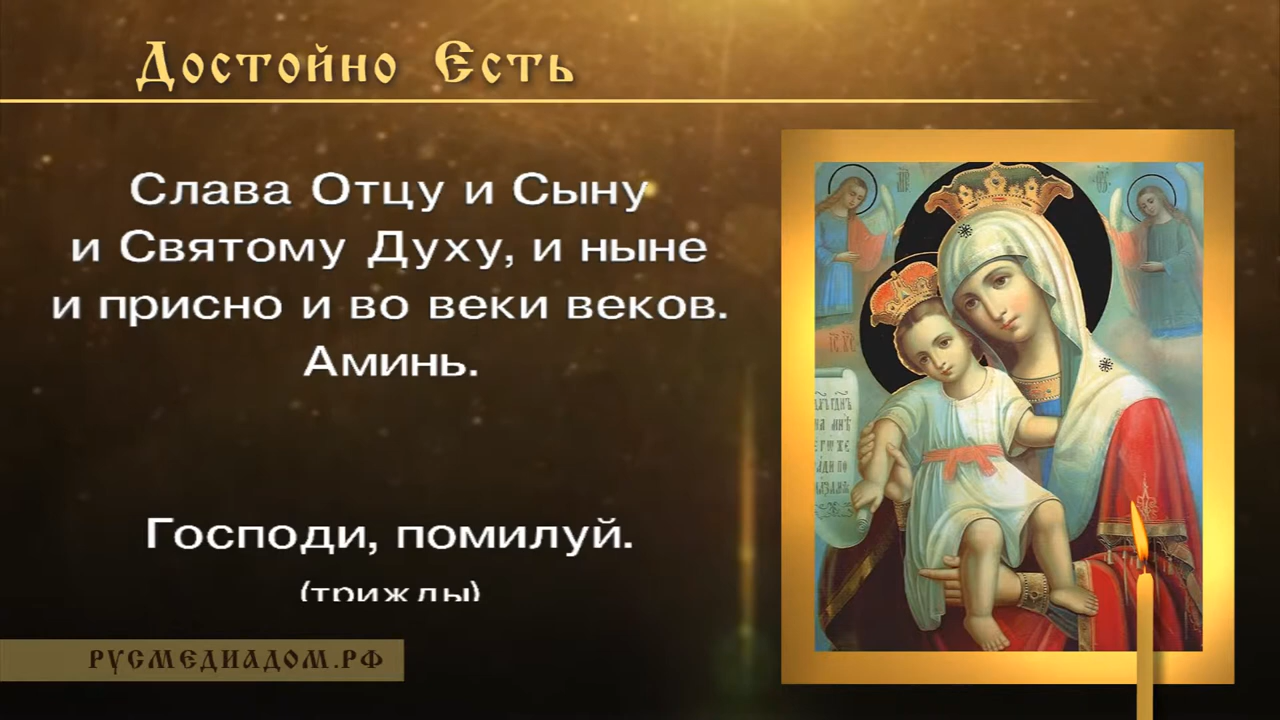 Достойно Есть
Слава Отцу и Сыну
и Святому Духу, и ныне
и присно и во веки веков.
Аминь.
Господи, помилуй.
(трижды)
РУСМЕДИАДОМ.РФ